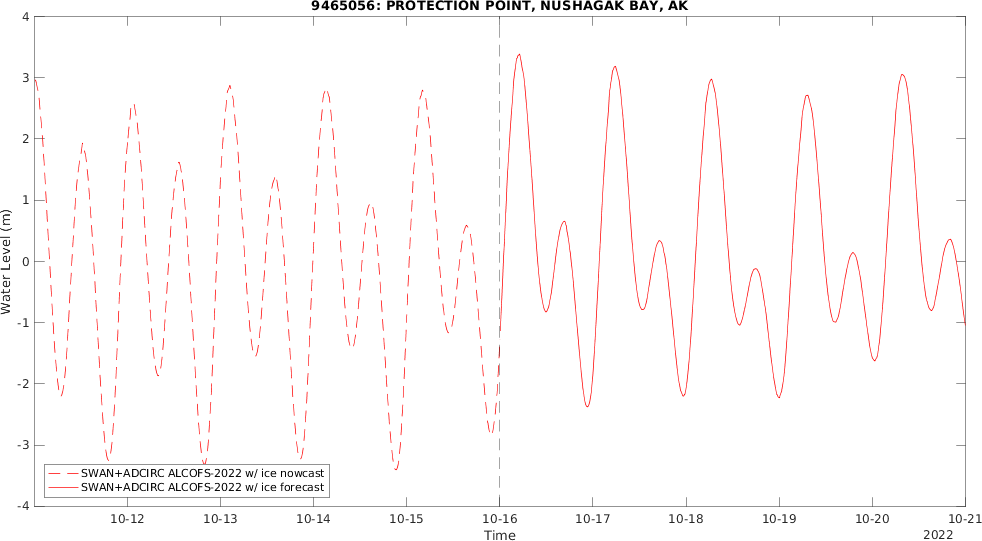 9465056: PROTECTION POINT, NUSHAGAK BAY, AK
Water Level (m)
4
3
2
1
0
-1
-2
-3
-4
SWAN+ADCIRC ALCOFS-2022 w/ ice nowcast
SWAN+ADCIRC ALCOFS-2022 w/ ice forecast
10-12 10-13 10-14 10-15 10-16 10-17 10-18 10-19 10-20 10-21
Time
2022